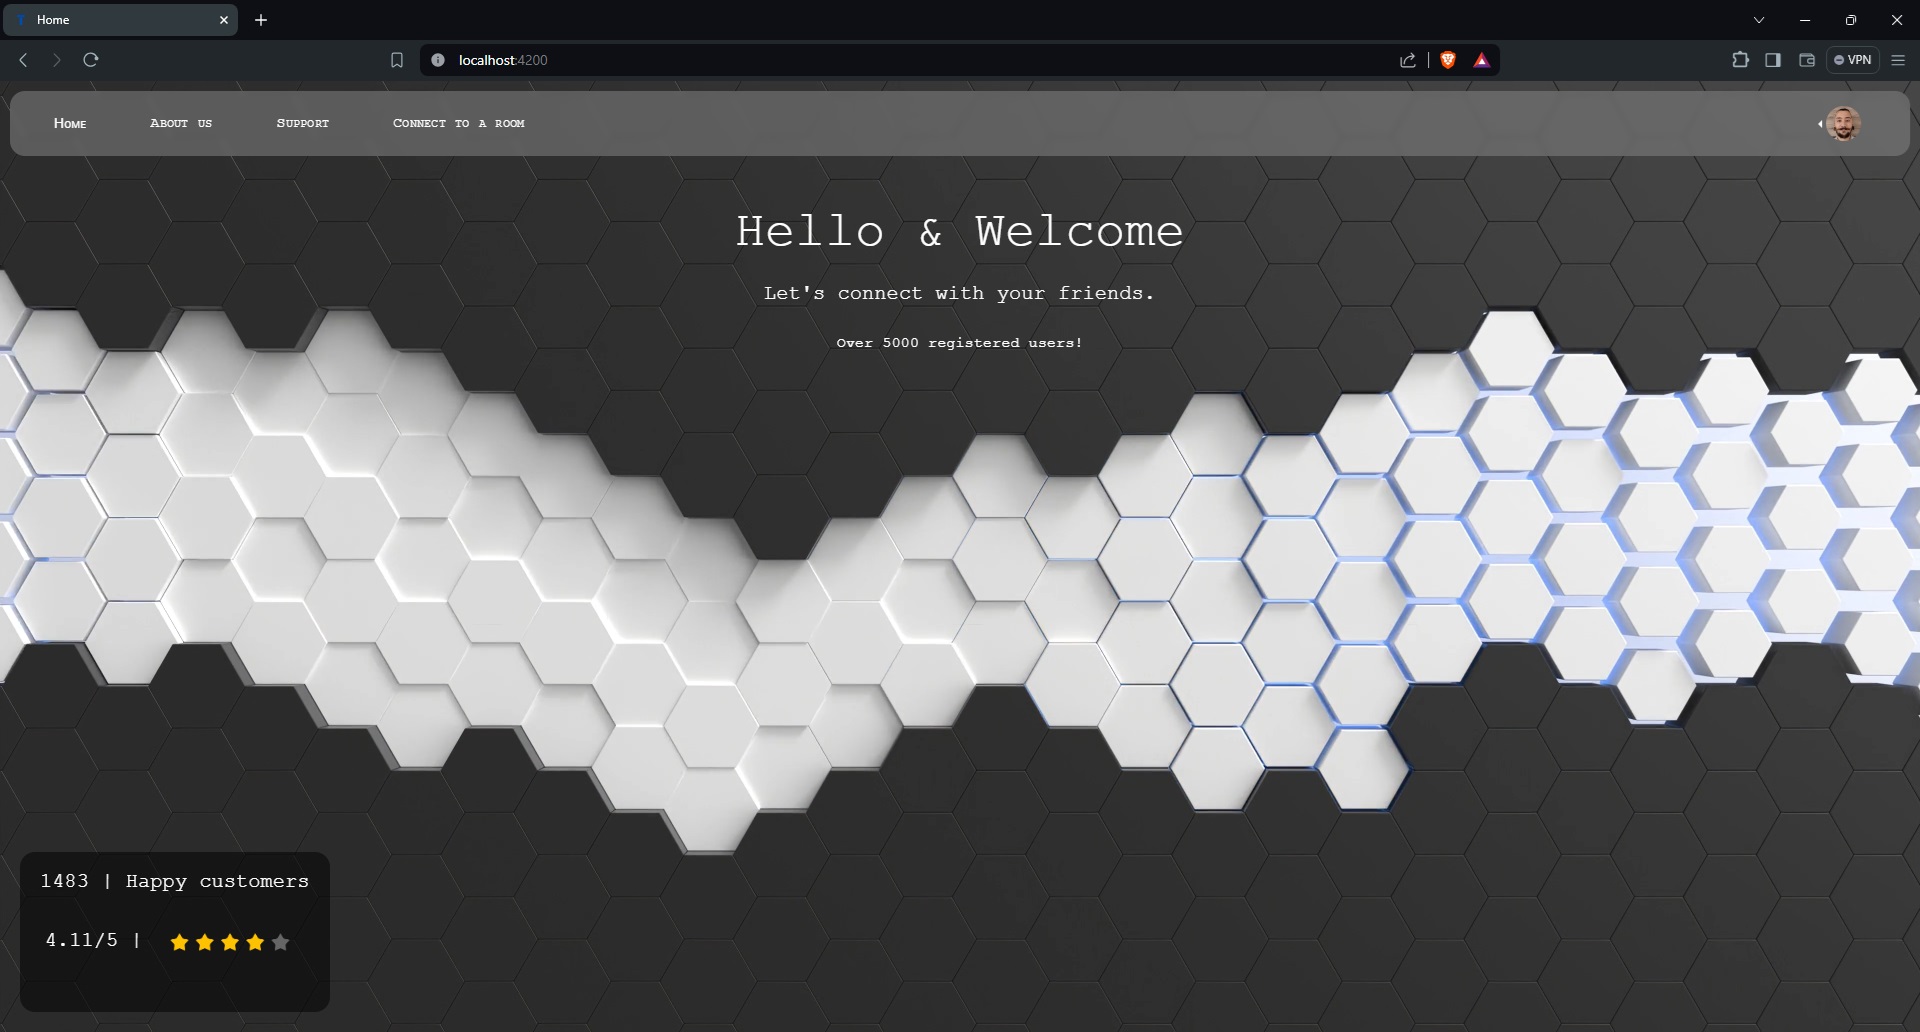 Home
localhost:4200
VPN
Home
About us
Support
Connect to a room
Hello & Welcome
Let's connect with your friends.
Over 5000 registered users!
1483 | Happy customers
4.11/5 |